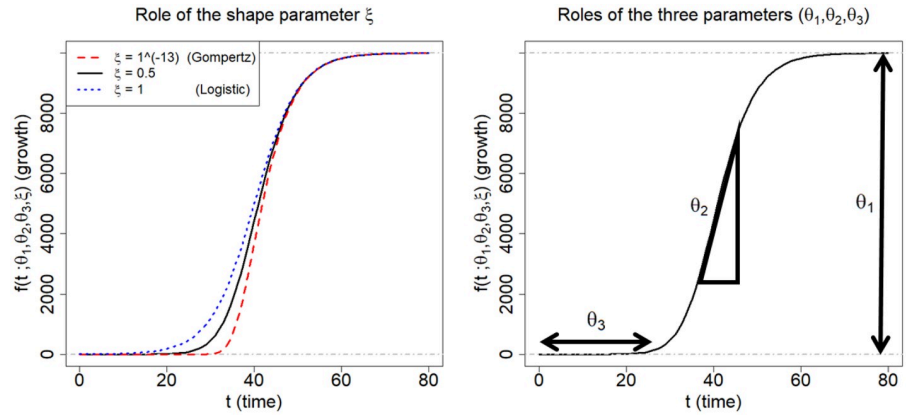 Role of the shape parameter ξ
ξ = 1^(-13) (Gompertz)
ξ = 0.5
ξ = 1 (Logistic)
f(t ;θ₁,θ₂,θ₃,ξ) (growth)
0
2000
4000
6000
8000
0
20
40
60
80
t (time)
Roles of the three parameters (θ₁,θ₂,θ₃)
f(t ;θ₁,θ₂,θ₃,ξ) (growth)
0
2000
4000
6000
8000
θ₁
θ₂
θ₃
0
20
40
60
80
t (time)